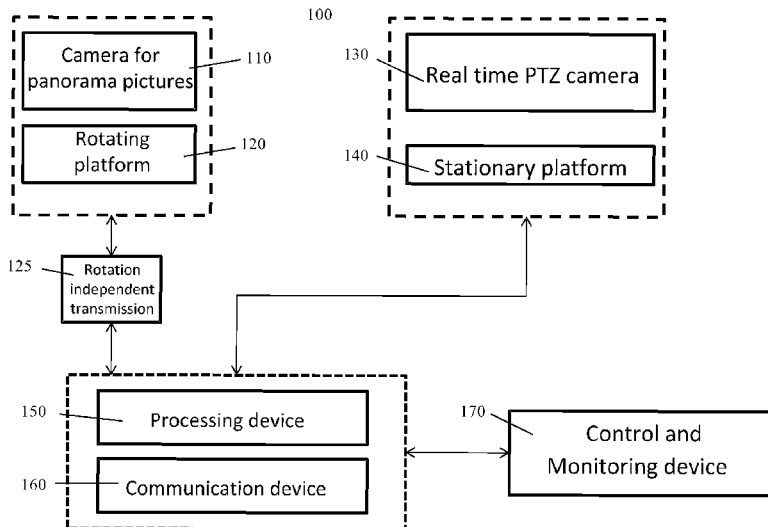 100
Camera for
panorama pictures
110
Rotating
platform
120
130
Real time PTZ camera
140
Stationary platform
125
Rotation
independent
transmission
150
Processing device
160
Communication device
170
Control and
Monitoring device